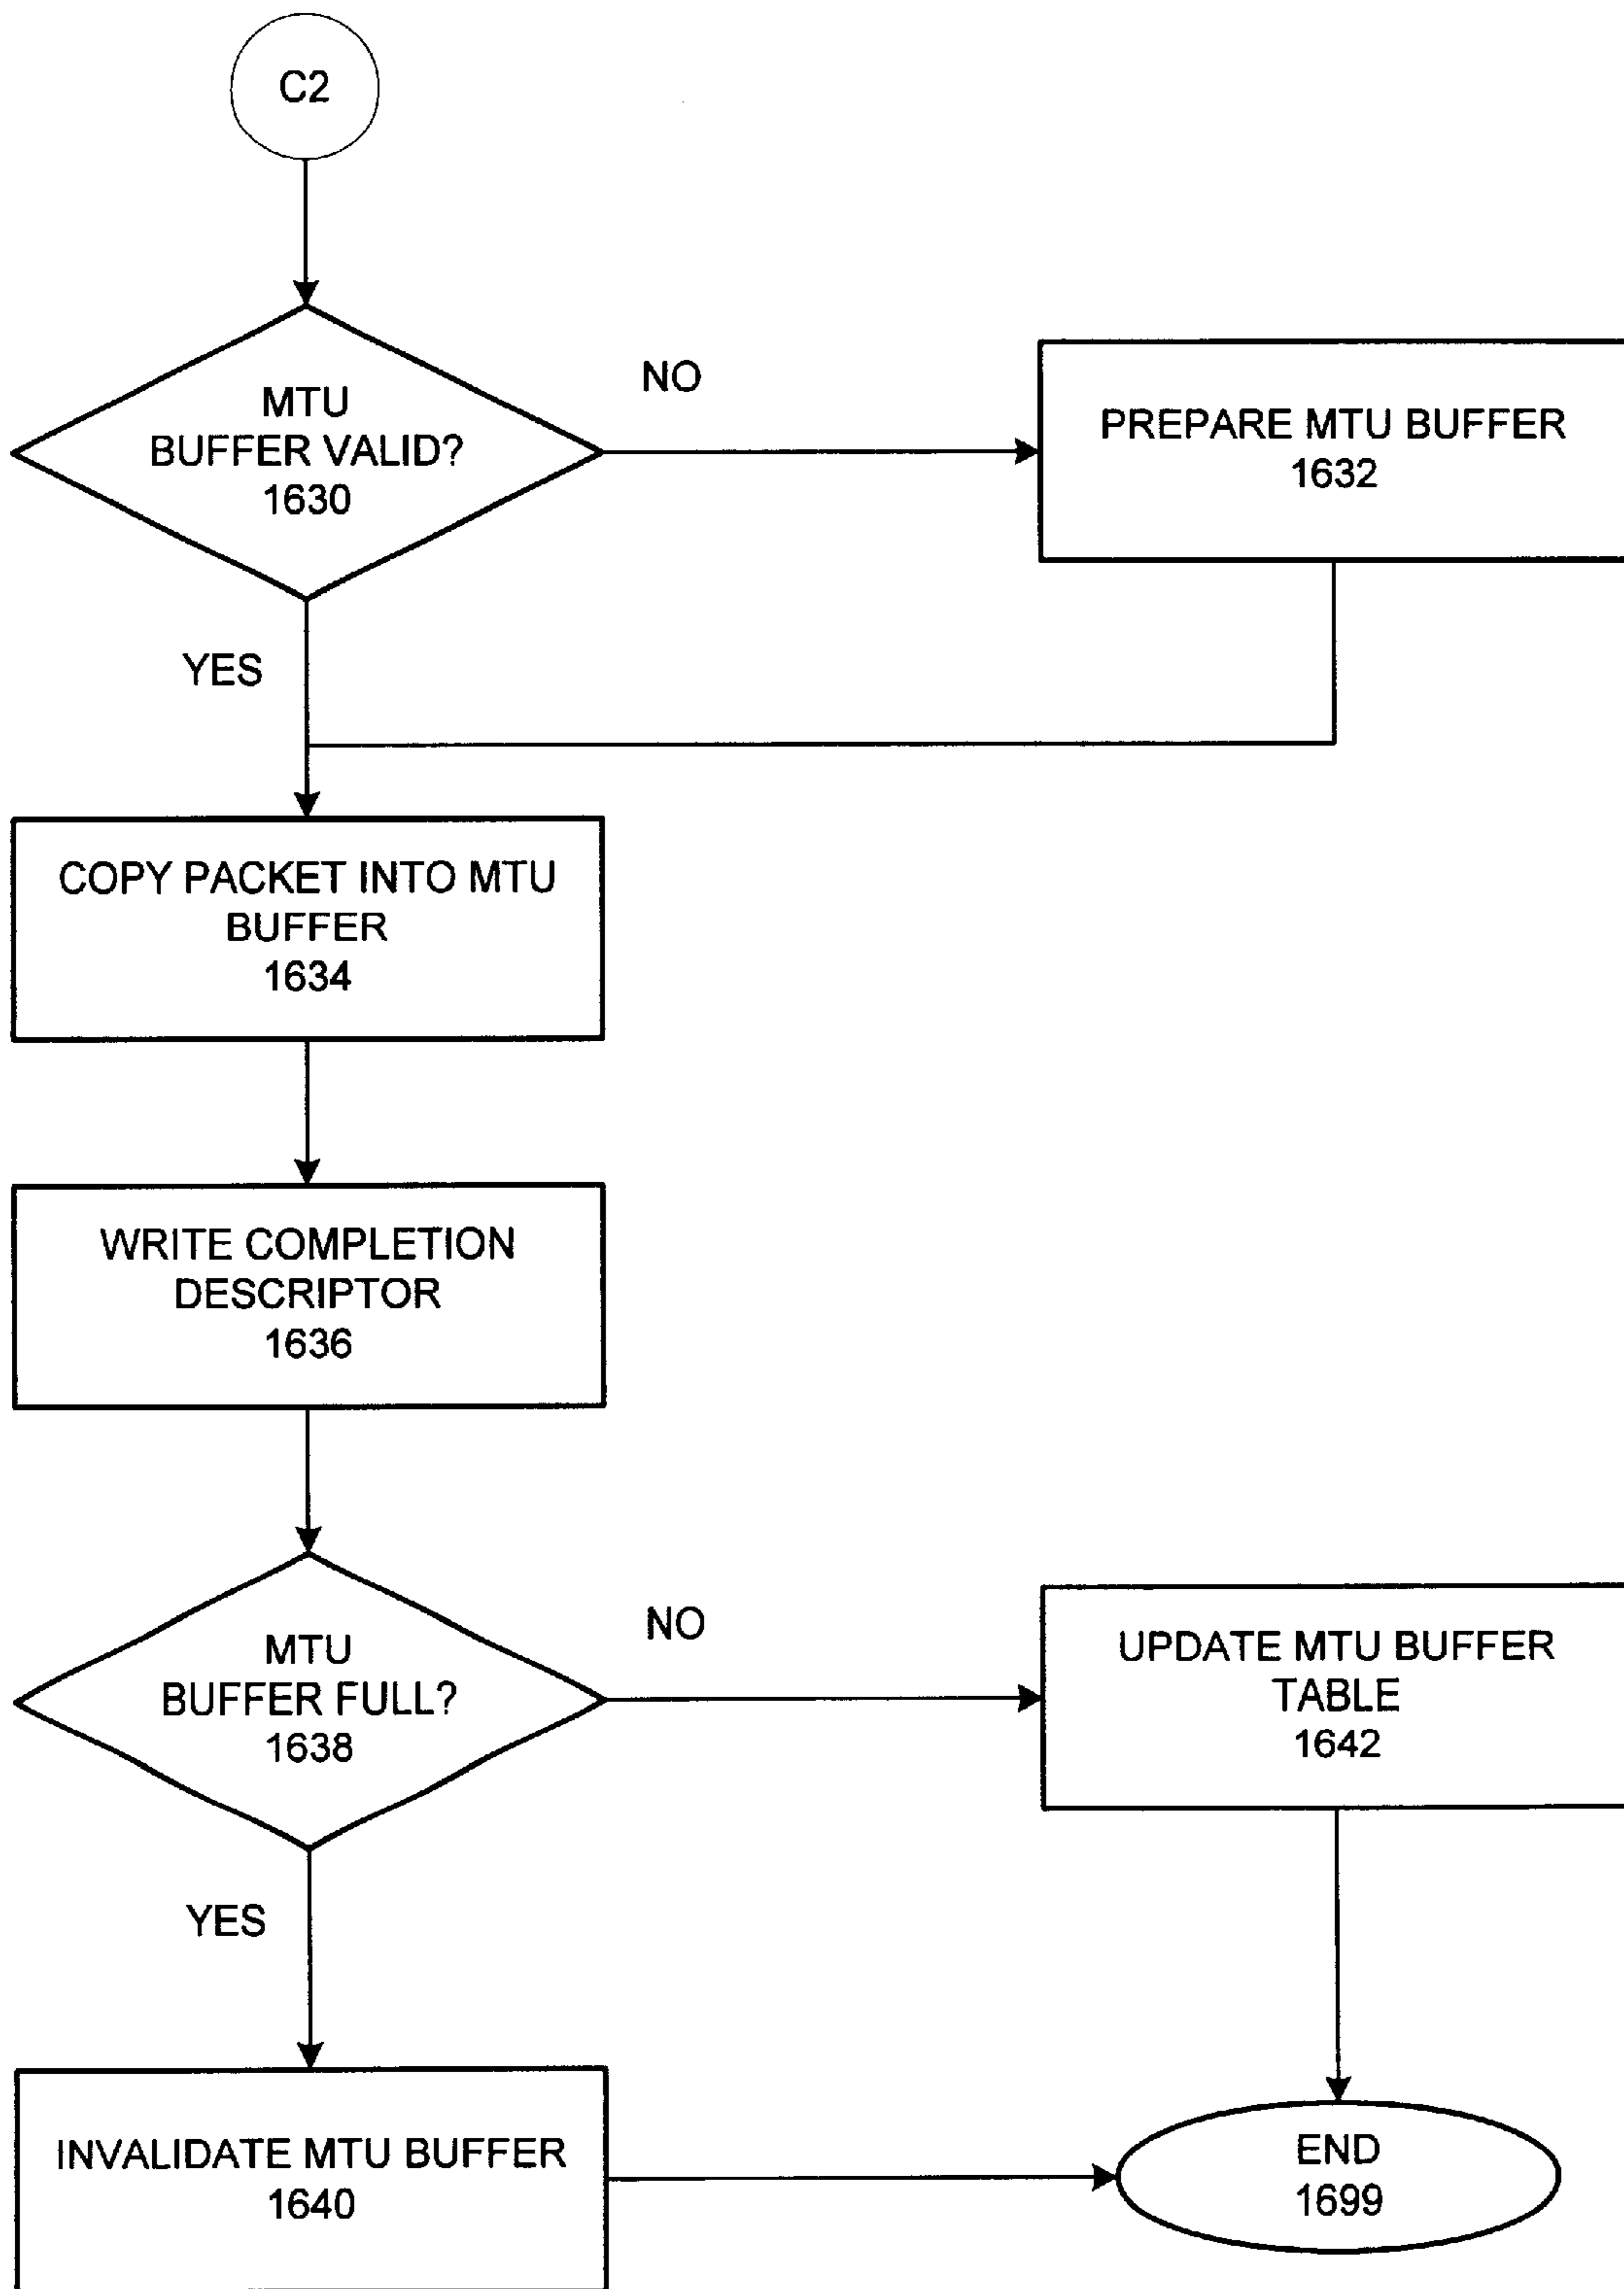 C2
MTU
BUFFER VALID?
1630
NO
PREPARE MTU BUFFER
1632
YES
COPY PACKET INTO MTU
BUFFER
1634
WRITE COMPLETION
DESCRIPTOR
1636
MTU
BUFFER FULL?
1638
NO
UPDATE MTU BUFFER
TABLE
1642
YES
INVALIDATE MTU BUFFER
1640
END
1699